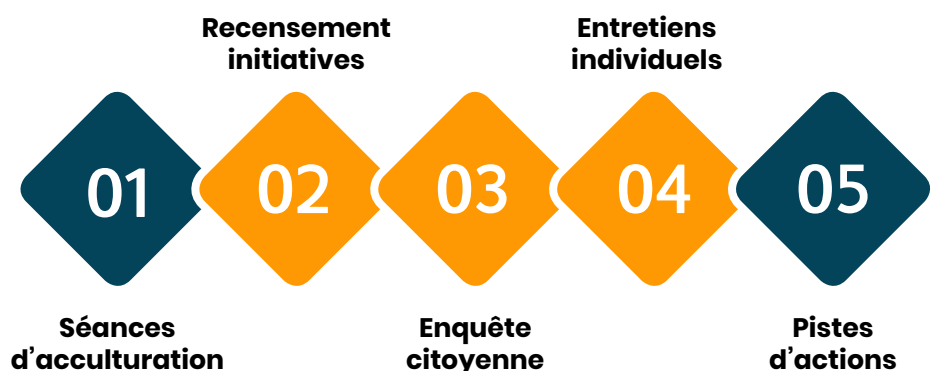 Recensement
initiatives
Entretiens
individuels
01
02
03
04
05
Séances
d’acculturation
Enquête
citoyenne
Pistes
d’actions